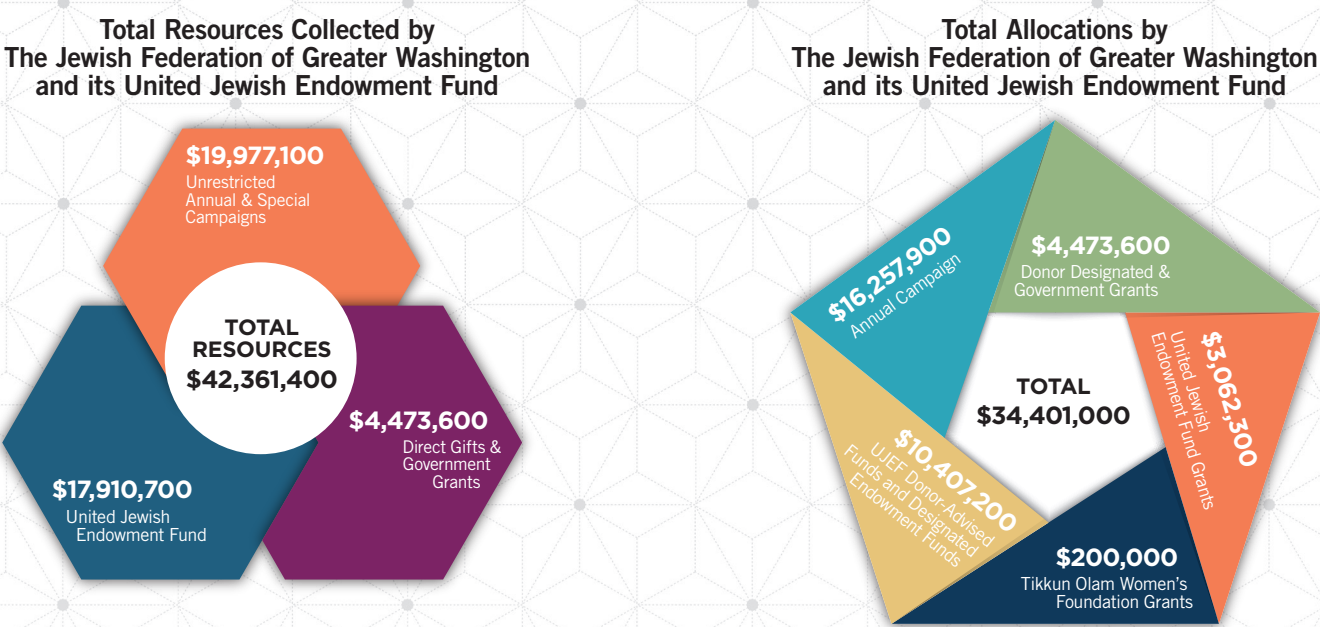 Total Resources Collected by
The Jewish Federation of Greater Washington
and its United Jewish Endowment Fund
$19,977,100
Unrestricted
Annual & Special
Campaigns
TOTAL
RESOURCES
$42,361,400
$4,473,600
Direct Gifts &
Government
Grants
$17,910,700
United Jewish
Endowment Fund
Total Allocations by
The Jewish Federation of Greater Washington
and its United Jewish Endowment Fund
$16,257,900
Annual Campaign
$4,473,600
Donor Designated &
Government Grants
$3,062,300
United Jewish
Endowment Fund Grants
TOTAL
$34,401,000
$10,407,200
UJEF Donor-Advised
Funds and Designated
Endowment Funds
$200,000
Tikkun Olam Women's
Foundation Grants